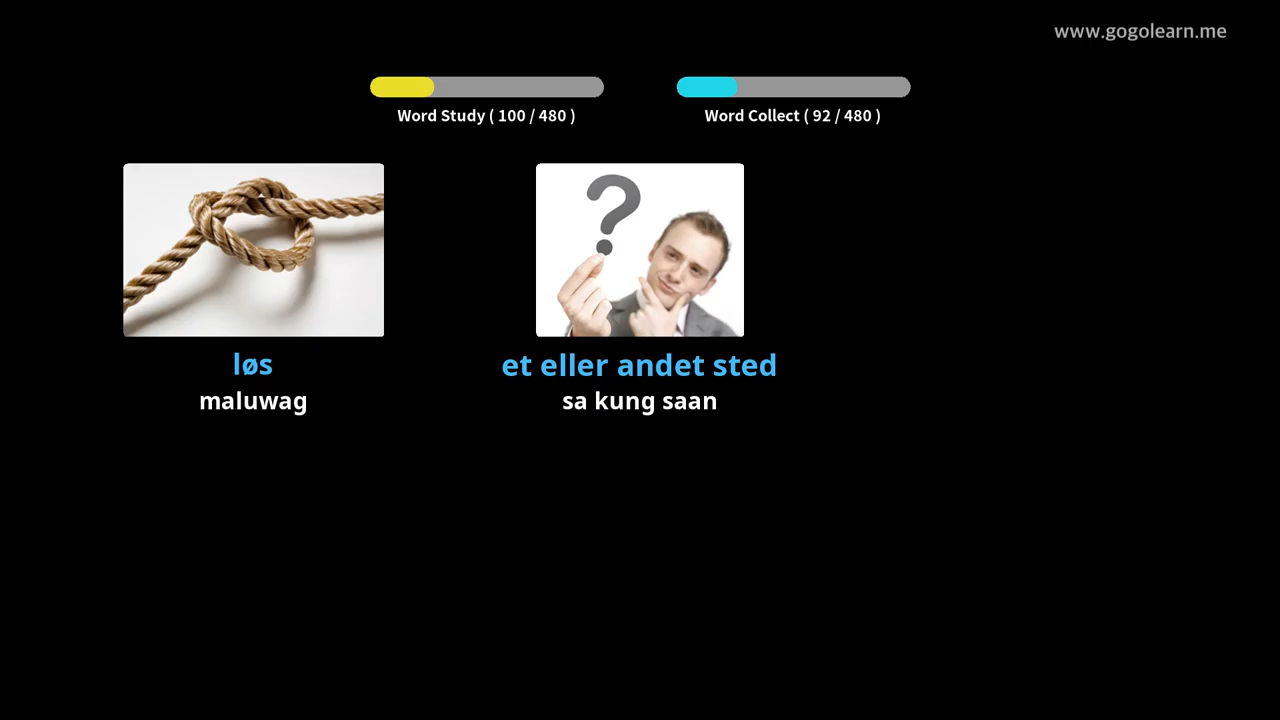 www.gogolearn.me
Word Study ( 100 / 480 )
Word Collect ( 92 / 480 )
løs
maluwag
et eller andet sted
sa kung saan